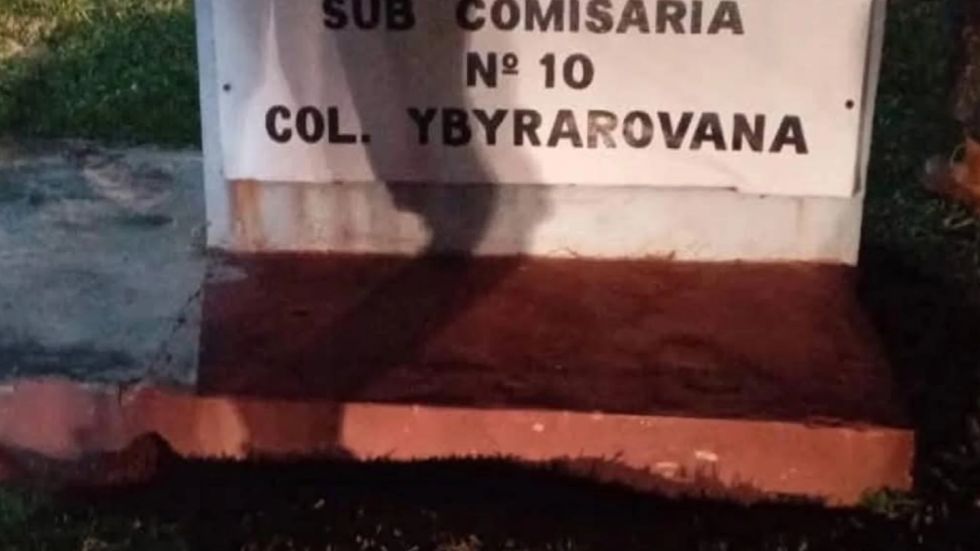 SUB COMISARIA
Nº 10
COL. YBYRAROVANA